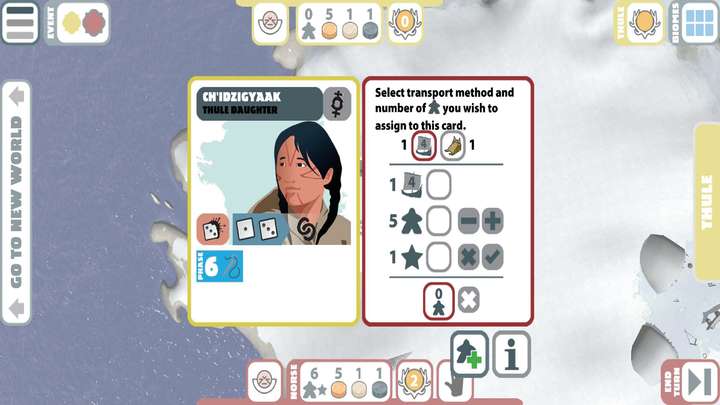 EVENT
0 5 1 1
0
THULE
BIOMES
GO TO NEW WORLD
CH'IDZIGYAAK
THULE DAUGHTER
PHASE
6
Select transport method and
number of you wish to
assign to this card.
1 4 1
1 4
5
1
0
THULE
NORSE
6 5 1 1
2
END
TURN